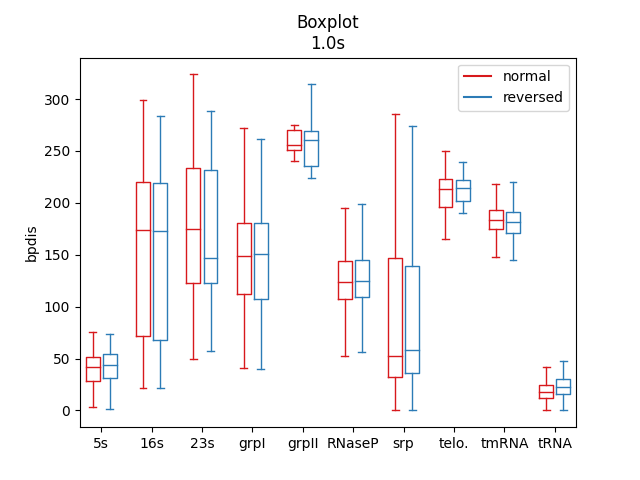 Boxplot
1.0s
normal
reversed
bpdis
300
250
200
150
100
50
0
5s 16s 23s grpI grpII RNaseP srp telo. tmRNA tRNA